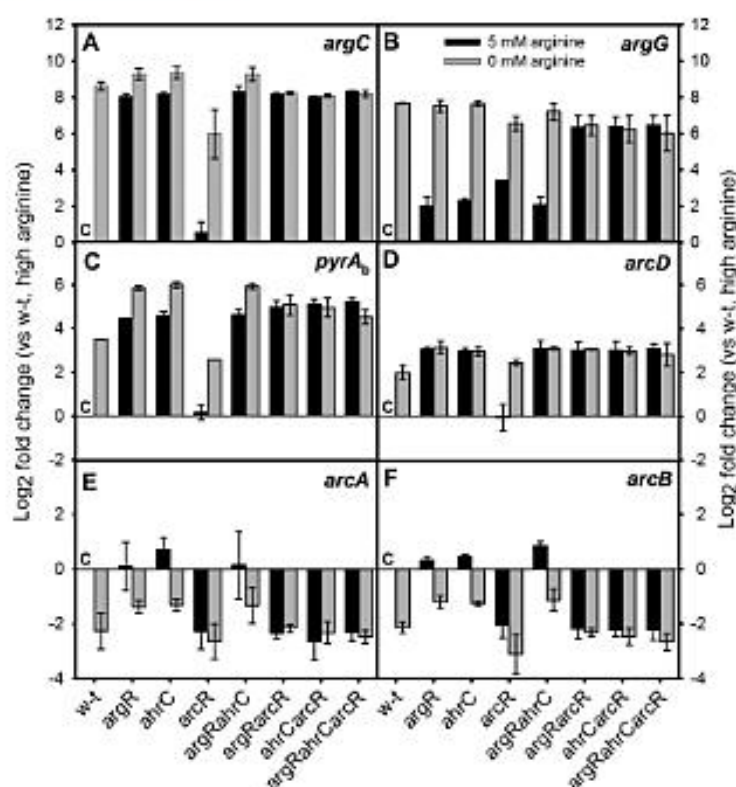 A argC
B argG
5 mM arginine
0 mM arginine
C pyrAb
D arcD
E arcA
F arcB
12
10
8
6
4
2
0
6
4
2
0
-2
0
-2
-4
12
10
8
6
4
2
0
6
4
2
0
-2
0
-2
-4
C
C
C
C
C
C
Log2 fold change (vs w-t, high arginine)
Log2 fold change (vs w-t, high arginine)
w-t
argR
ahrC
arcR
argRahrC
argRarcR
ahrCarcR
argRahrCarcR
w-t
argR
ahrC
arcR
argRahrC
argRarcR
ahrCarcR
argRahrCarcR